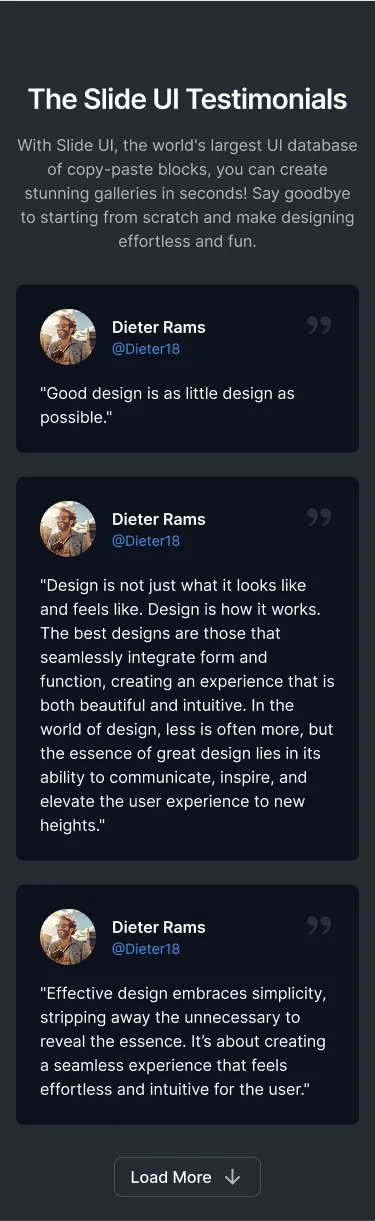 The Slide UI Testimonials
With Slide UI, the world's largest UI database
of copy-paste blocks, you can create
stunning galleries in seconds! Say goodbye
to starting from scratch and make designing
effortless and fun.
Dieter Rams
@Dieter18
"Good design is as little design as
possible."
Dieter Rams
@Dieter18
"Design is not just what it looks like
and feels like. Design is how it works.
The best designs are those that
seamlessly integrate form and
function, creating an experience that is
both beautiful and intuitive. In the
world of design, less is often more, but
the essence of great design lies in its
ability to communicate, inspire, and
elevate the user experience to new
heights."
Dieter Rams
@Dieter18
"Effective design embraces simplicity,
stripping away the unnecessary to
reveal the essence. It’s about creating
a seamless experience that feels
effortless and intuitive for the user."
Load More